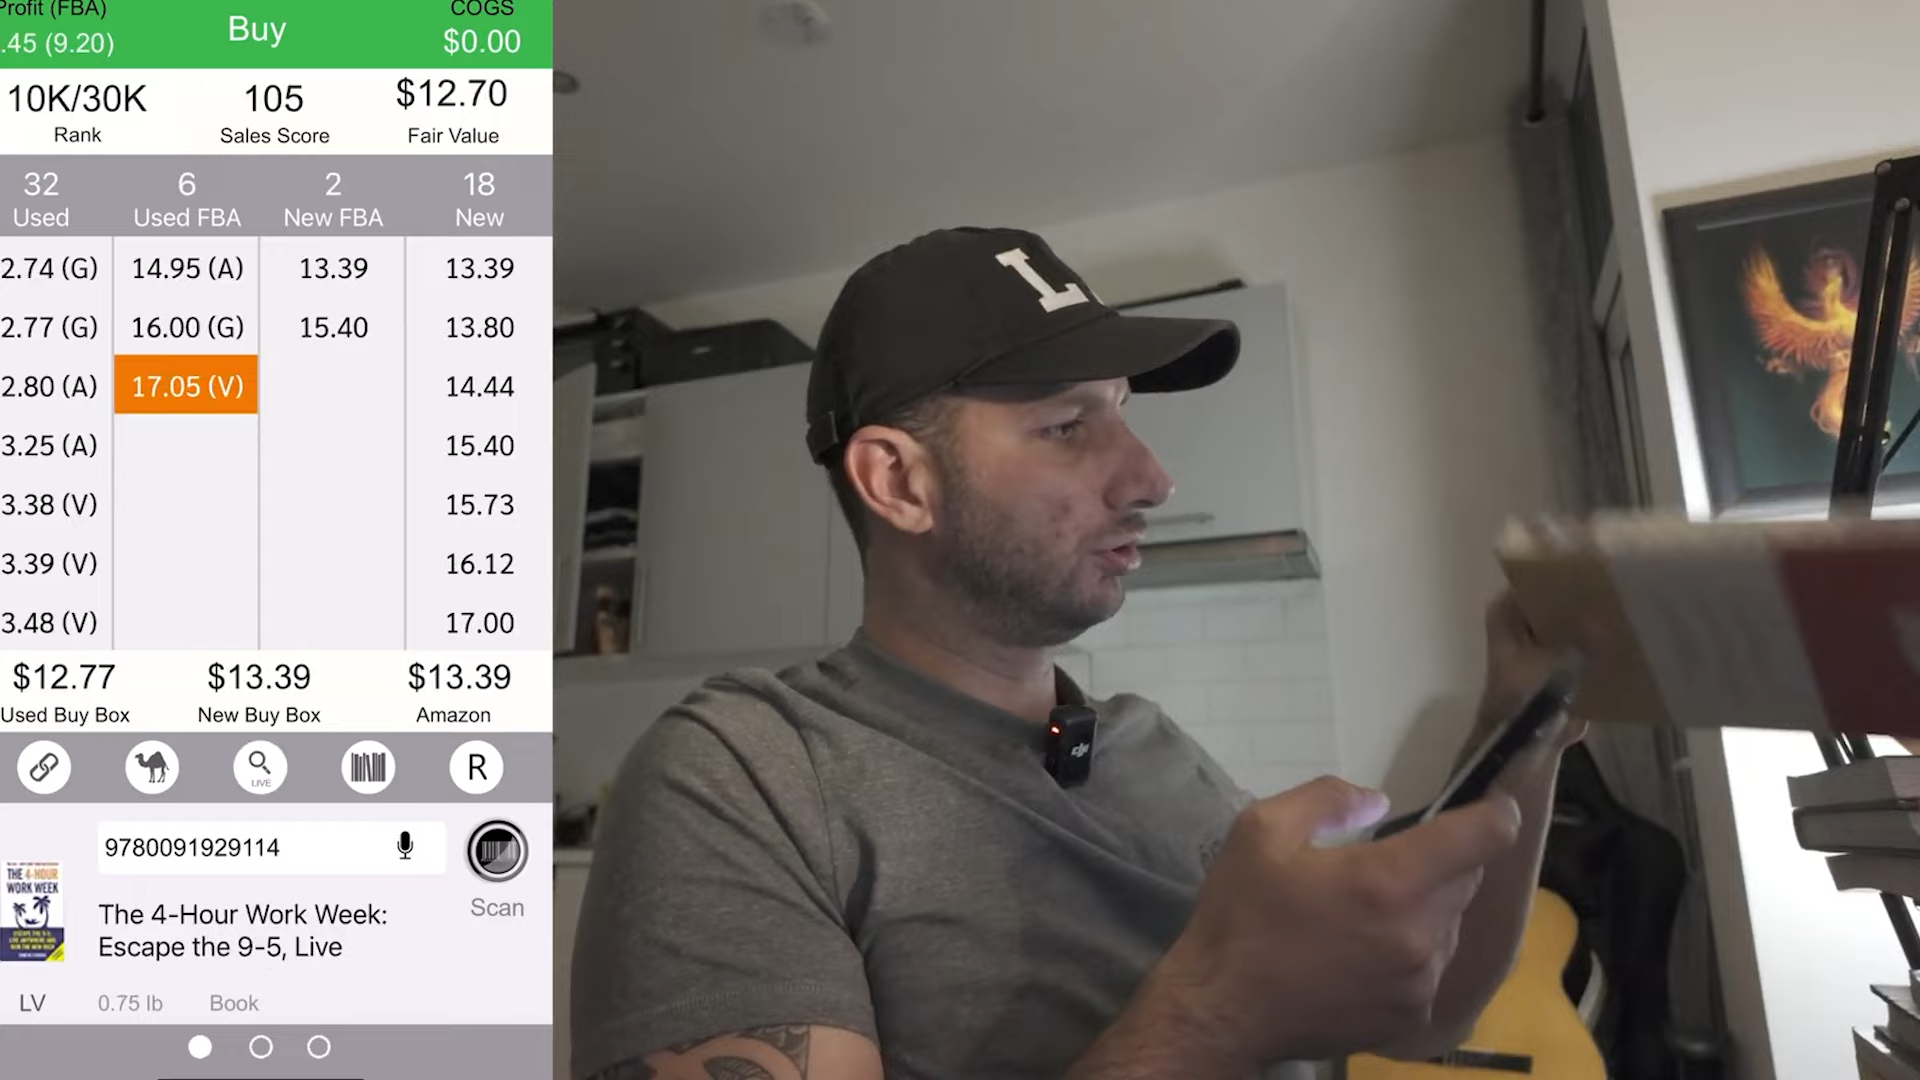 Profit (FBA)
Buy
COGS
.45 (9.20)
$0.00
10K/30K
105
$12.70
Rank
Sales Score
Fair Value
32
6
2
18
Used
Used FBA
New FBA
New
2.74 (G)
14.95 (A)
13.39
13.39
2.77 (G)
16.00 (G)
15.40
13.80
2.80 (A)
17.05 (V)
14.44
3.25 (A)
15.40
3.38 (V)
15.73
3.39 (V)
16.12
3.48 (V)
17.00
$12.77
$13.39
$13.39
Used Buy Box
New Buy Box
Amazon
LIVE
R
9780091929114
Scan
THE 4-HOUR
WORK WEEK
The 4-Hour Work Week:
Escape the 9-5, Live
LV
0.75 lb
Book
L
dji